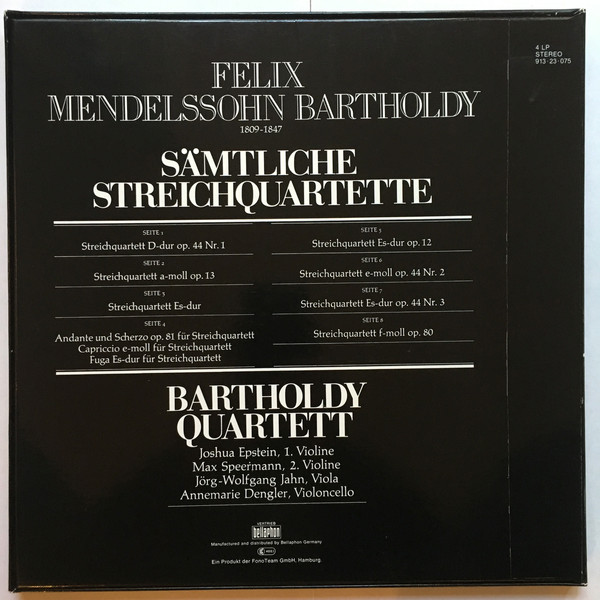 4 LP
STEREO
913·23·075
FELIX
MENDELSSOHN BARTHOLDY
1809-1847
SÄMTLICHE
STREICHQUARTETTE
SEITE 1
Streichquartett D-dur op. 44 Nr. 1
SEITE 2
Streichquartett a-moll op. 13
SEITE 3
Streichquartett Es-dur
SEITE 4
Andante und Scherzo op. 81 für Streichquartett
Capriccio e-moll für Streichquartett
Fuga Es-dur für Streichquartett
SEITE 5
Streichquartett Es-dur op. 12
SEITE 6
Streichquartett e-moll op. 44 Nr. 2
SEITE 7
Streichquartett Es-dur op. 44 Nr. 3
SEITE 8
Streichquartett f-moll op. 80
BARTHOLDY
QUARTETT
Joshua Epstein, 1. Violine
Max Speermann, 2. Violine
Jörg-Wolfgang Jahn, Viola
Annemarie Dengler, Violoncello
VERTRIEB
bellaphon
Manufactured and distributed by Bellaphon Germany
Ein Produkt der FonoTeam GmbH, Hamburg